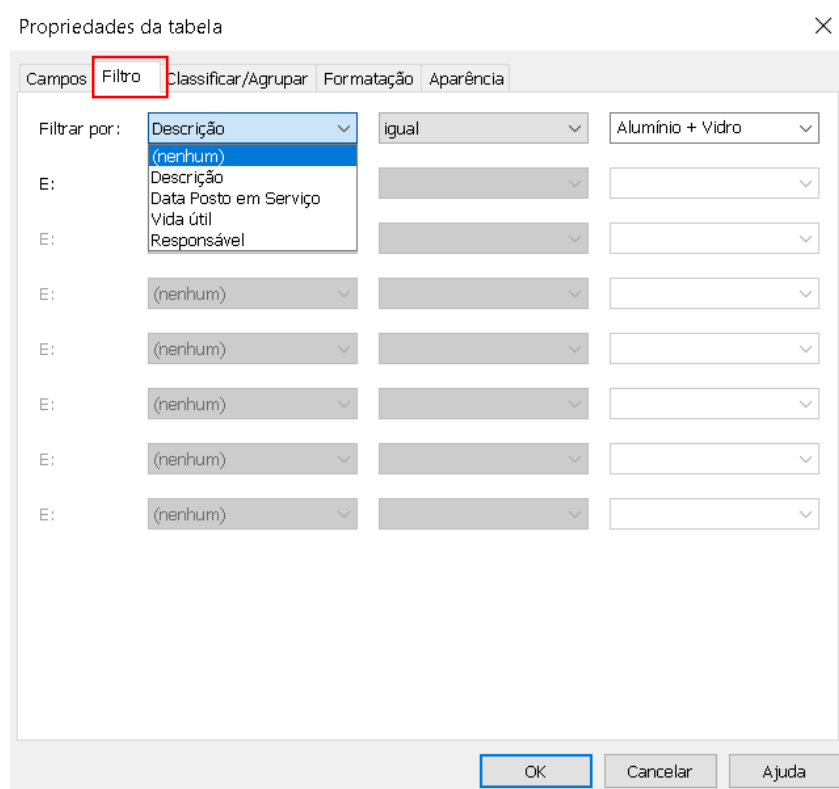 Propriedades da tabela
Campos Filtro Classificar/Agrupar Formatação Aparência
Filtrar por: Descrição igual Alumínio + Vidro
(nenhum)
Descrição
E:
Data Posto em Serviço
Vida útil
E: Responsável
E: (nenhum)
E: (nenhum)
E: (nenhum)
E: (nenhum)
E: (nenhum)
OK Cancelar Ajuda